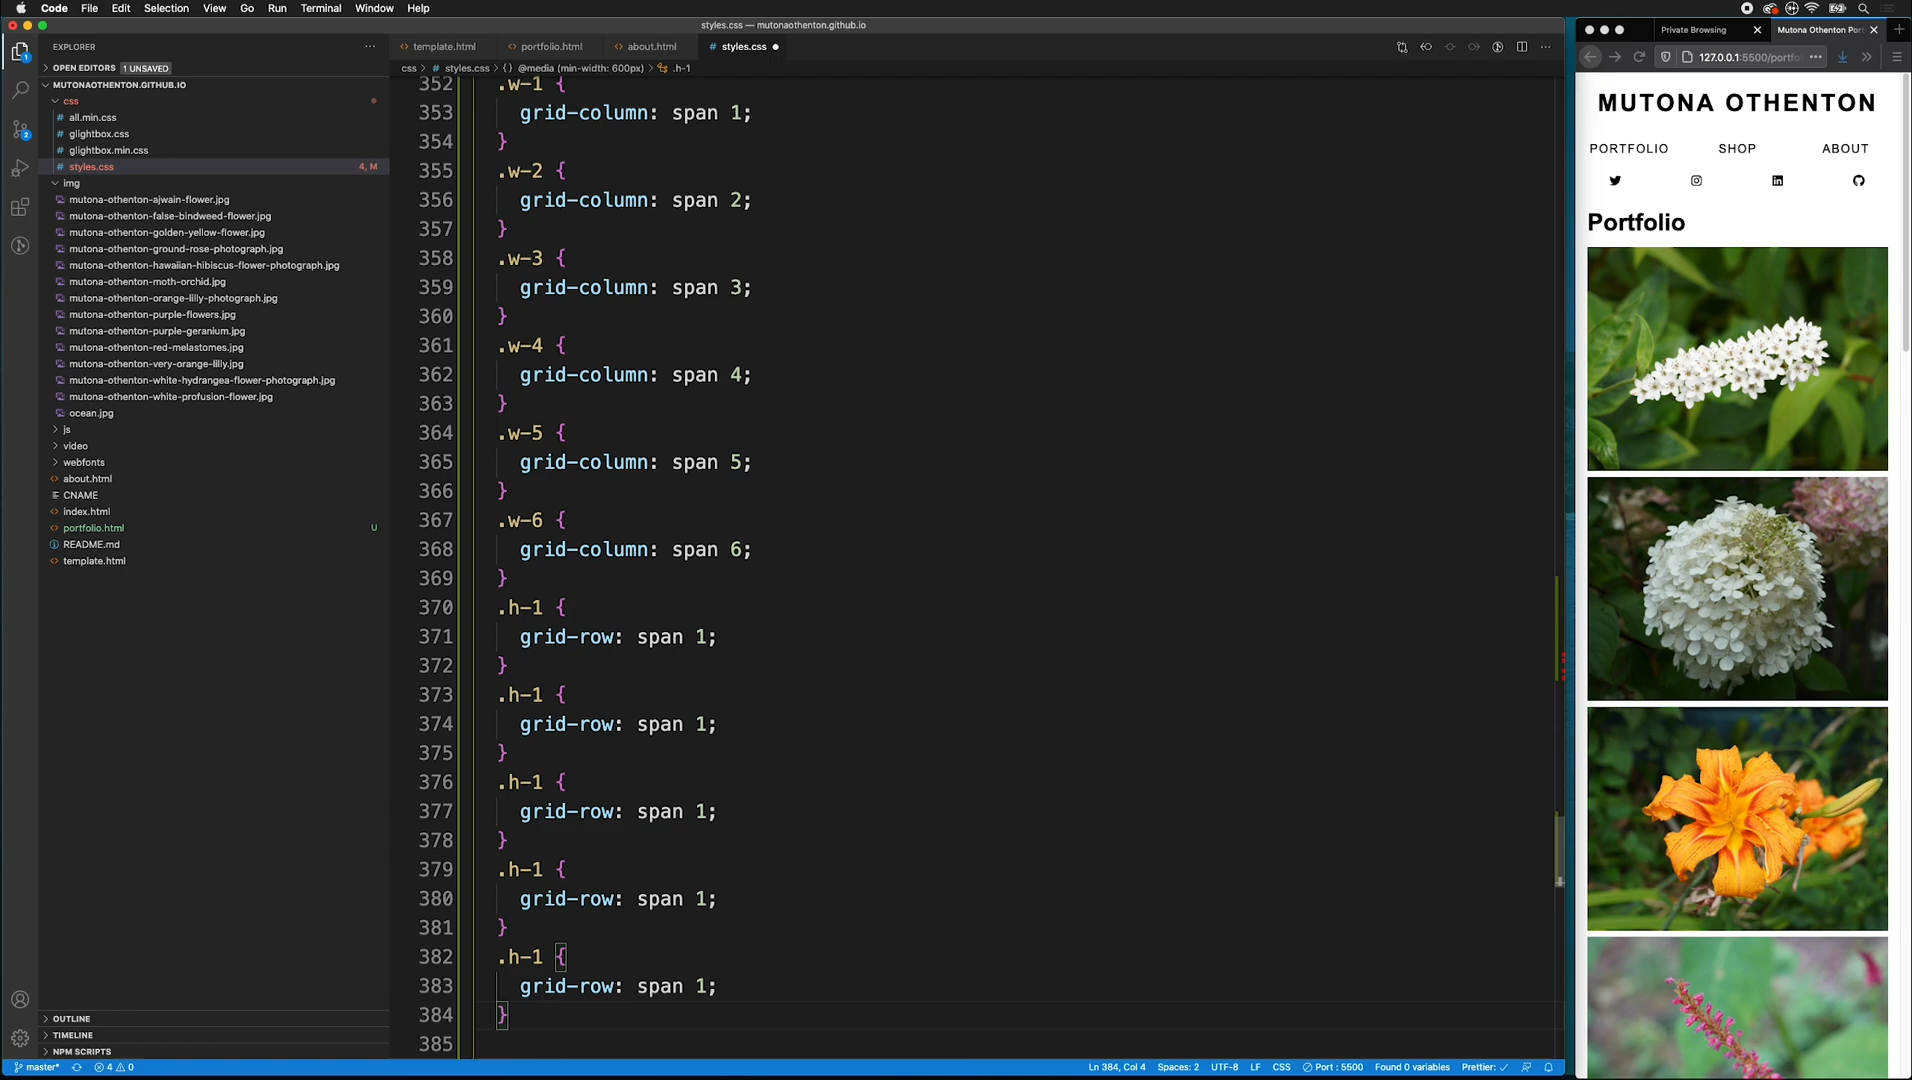 Code File Edit Selection View Go Run Terminal Window Help
styles.css — mutonaothenton.github.io
EXPLORER
OPEN EDITORS 1 UNSAVED
MUTONAOTHENTON.GITHUB.IO
css
all.min.css
glightbox.css
glightbox.min.css
styles.css 4, M
img
mutona-othenton-ajwain-flower.jpg
mutona-othenton-false-bindweed-flower.jpg
mutona-othenton-golden-yellow-flower.jpg
mutona-othenton-ground-rose-photograph.jpg
mutona-othenton-hawaiian-hibiscus-flower-photograph.jpg
mutona-othenton-moth-orchid.jpg
mutona-othenton-orange-lilly-photograph.jpg
mutona-othenton-purple-flowers.jpg
mutona-othenton-purple-geranium.jpg
mutona-othenton-red-melastomes.jpg
mutona-othenton-very-orange-lilly.jpg
mutona-othenton-white-hydrangea-flower-photograph.jpg
mutona-othenton-white-profusion-flower.jpg
ocean.jpg
js
video
webfonts
about.html
CNAME
index.html
portfolio.html U
README.md
template.html
OUTLINE
TIMELINE
NPM SCRIPTS
template.html portfolio.html about.html styles.css
css > styles.css > {} @media (min-width: 600px) > .h-1
352 .w-1 {
353 grid-column: span 1;
354 }
355 .w-2 {
356 grid-column: span 2;
357 }
358 .w-3 {
359 grid-column: span 3;
360 }
361 .w-4 {
362 grid-column: span 4;
363 }
364 .w-5 {
365 grid-column: span 5;
366 }
367 .w-6 {
368 grid-column: span 6;
369 }
370 .h-1 {
371 grid-row: span 1;
372 }
373 .h-1 {
374 grid-row: span 1;
375 }
376 .h-1 {
377 grid-row: span 1;
378 }
379 .h-1 {
380 grid-row: span 1;
381 }
382 .h-1 {
383 grid-row: span 1;
384 }
385
master* 4 0 Ln 384, Col 4 Spaces: 2 UTF-8 LF CSS Port : 5500 Found 0 variables Prettier: ✓
Private Browsing Mutona Othenton Por
127.0.0.1:5500/portfo
MUTONA OTHENTON
PORTFOLIO SHOP ABOUT
Portfolio